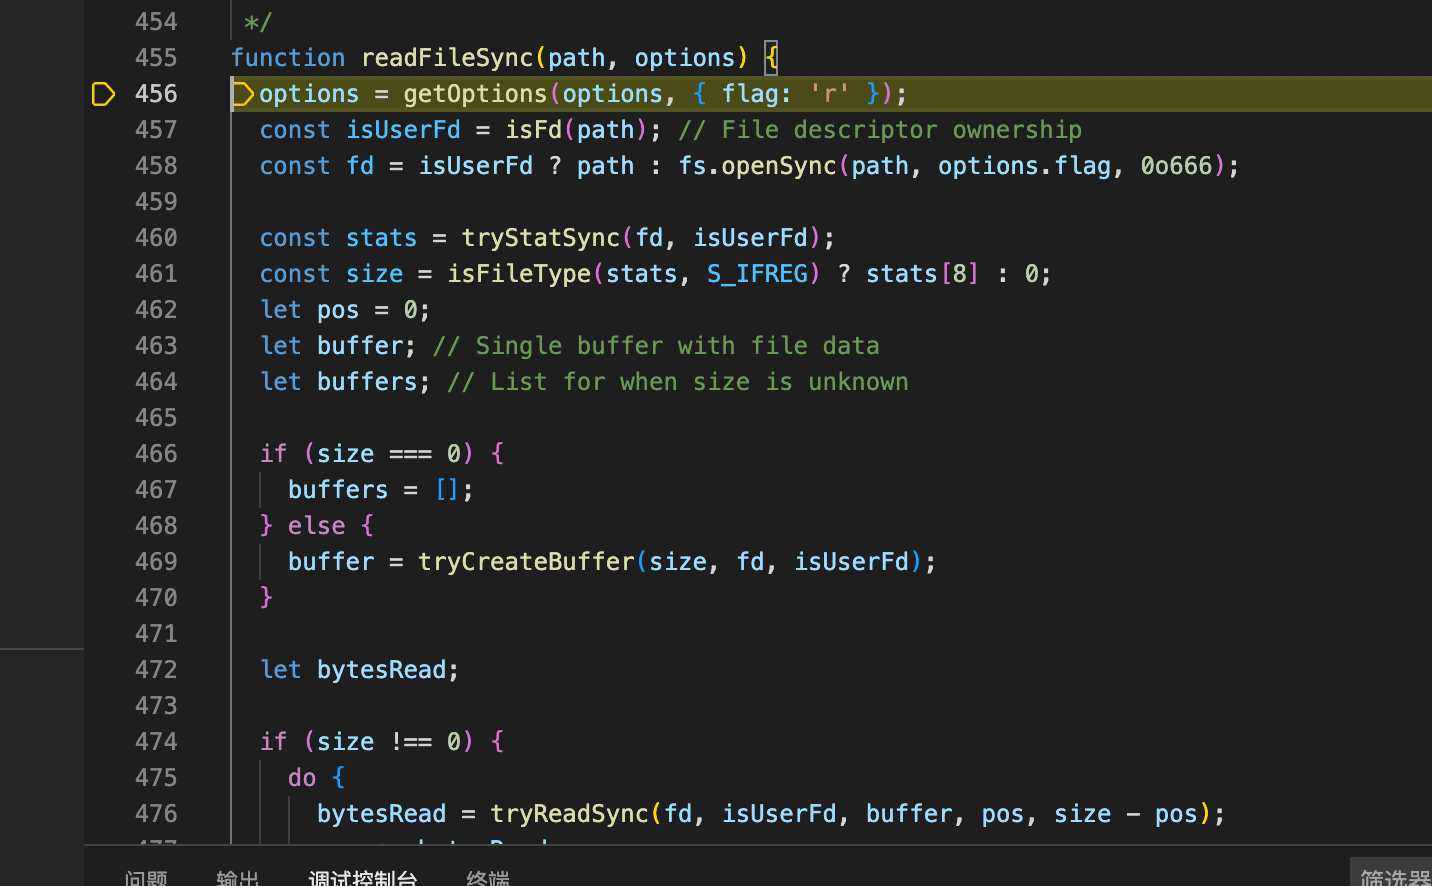 454 */
455 function readFileSync(path, options) {
456 options = getOptions(options, { flag: 'r' });
457 const isUserFd = isFd(path); // File descriptor ownership
458 const fd = isUserFd ? path : fs.openSync(path, options.flag, 0o666);
459
460 const stats = tryStatSync(fd, isUserFd);
461 const size = isFileType(stats, S_IFREG) ? stats[8] : 0;
462 let pos = 0;
463 let buffer; // Single buffer with file data
464 let buffers; // List for when size is unknown
465
466 if (size === 0) {
467 buffers = [];
468 } else {
469 buffer = tryCreateBuffer(size, fd, isUserFd);
470 }
471
472 let bytesRead;
473
474 if (size !== 0) {
475 do {
476 bytesRead = tryReadSync(fd, isUserFd, buffer, pos, size - pos);
问题 输出 调试控制台 终端 筛选器